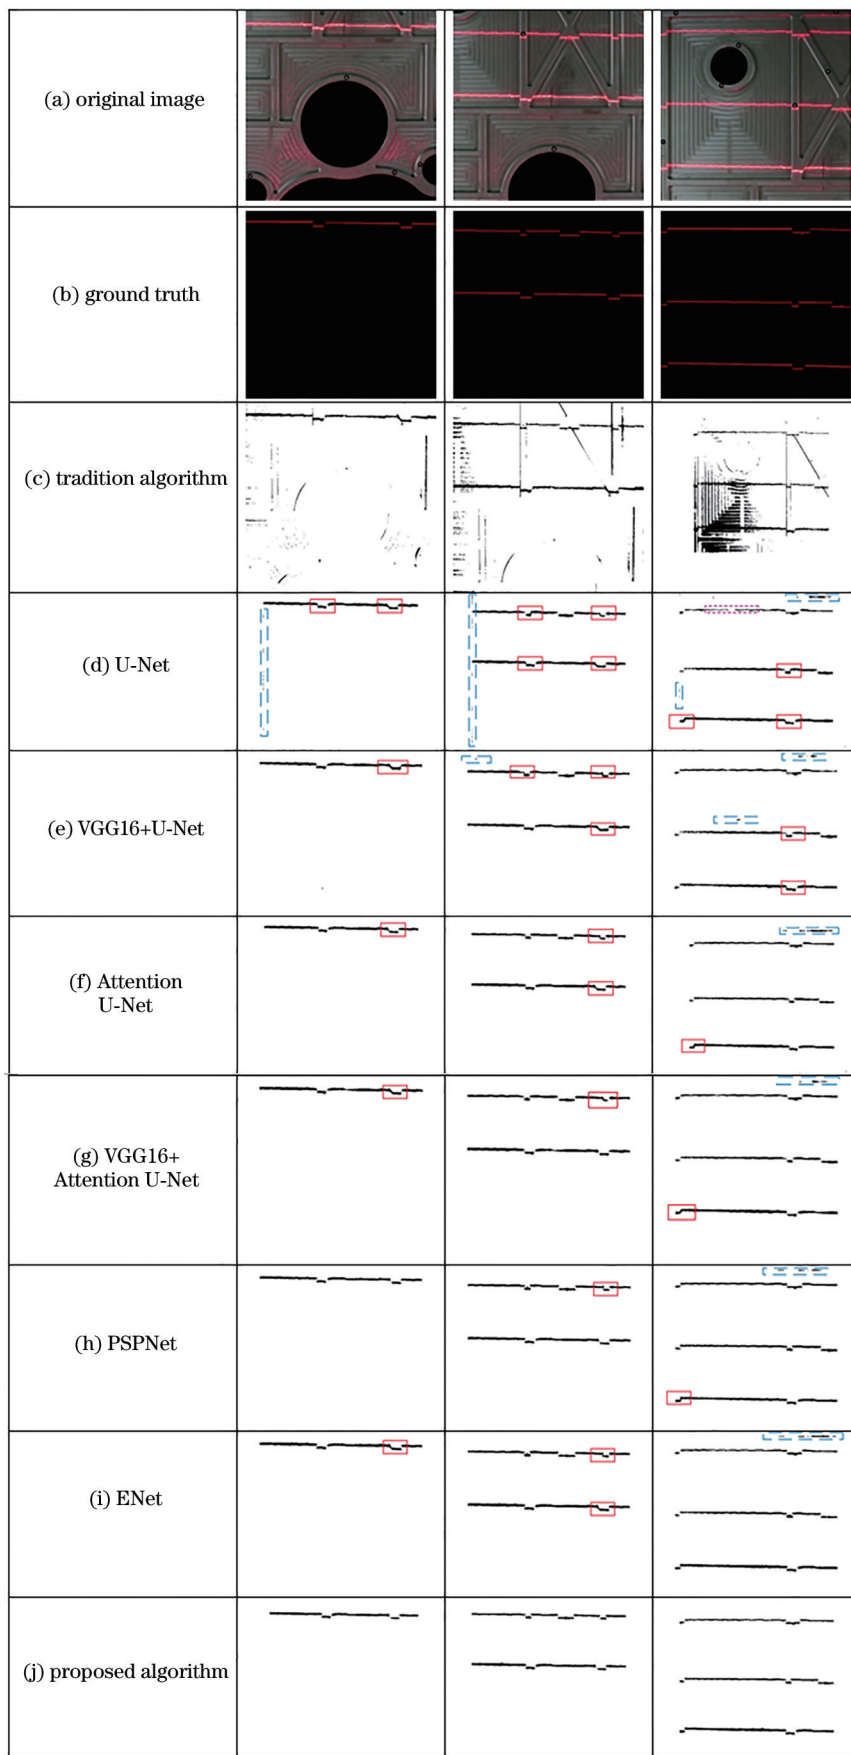 (a) original image
(b) ground truth
(c) tradition algorithm
(d) U-Net
(e) VGG16+U-Net
(f) Attention
U-Net
(g) VGG16+
Attention U-Net
(h) PSPNet
(i) ENet
(j) proposed algorithm